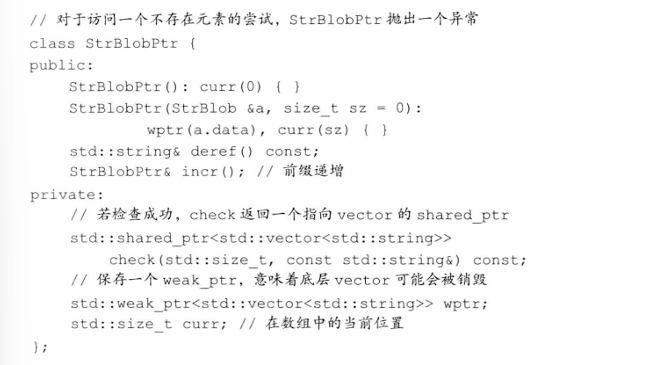 // 对于访问一个不存在元素的尝试，StrBlobPtr 抛出一个异常
class StrBlobPtr {
public:
    StrBlobPtr(): curr(0) { }
    StrBlobPtr(StrBlob &a, size_t sz = 0):
            wptr(a.data), curr(sz) { }
    std::string& deref() const;
    StrBlobPtr& incr(); // 前缀递增
private:
    // 若检查成功，check 返回一个指向 vector 的 shared_ptr
    std::shared_ptr<std::vector<std::string>>
        check(std::size_t, const std::string&) const;
    // 保存一个 weak_ptr，意味着底层 vector 可能会被销毁
    std::weak_ptr<std::vector<std::string>> wptr;
    std::size_t curr; // 在数组中的当前位置
};